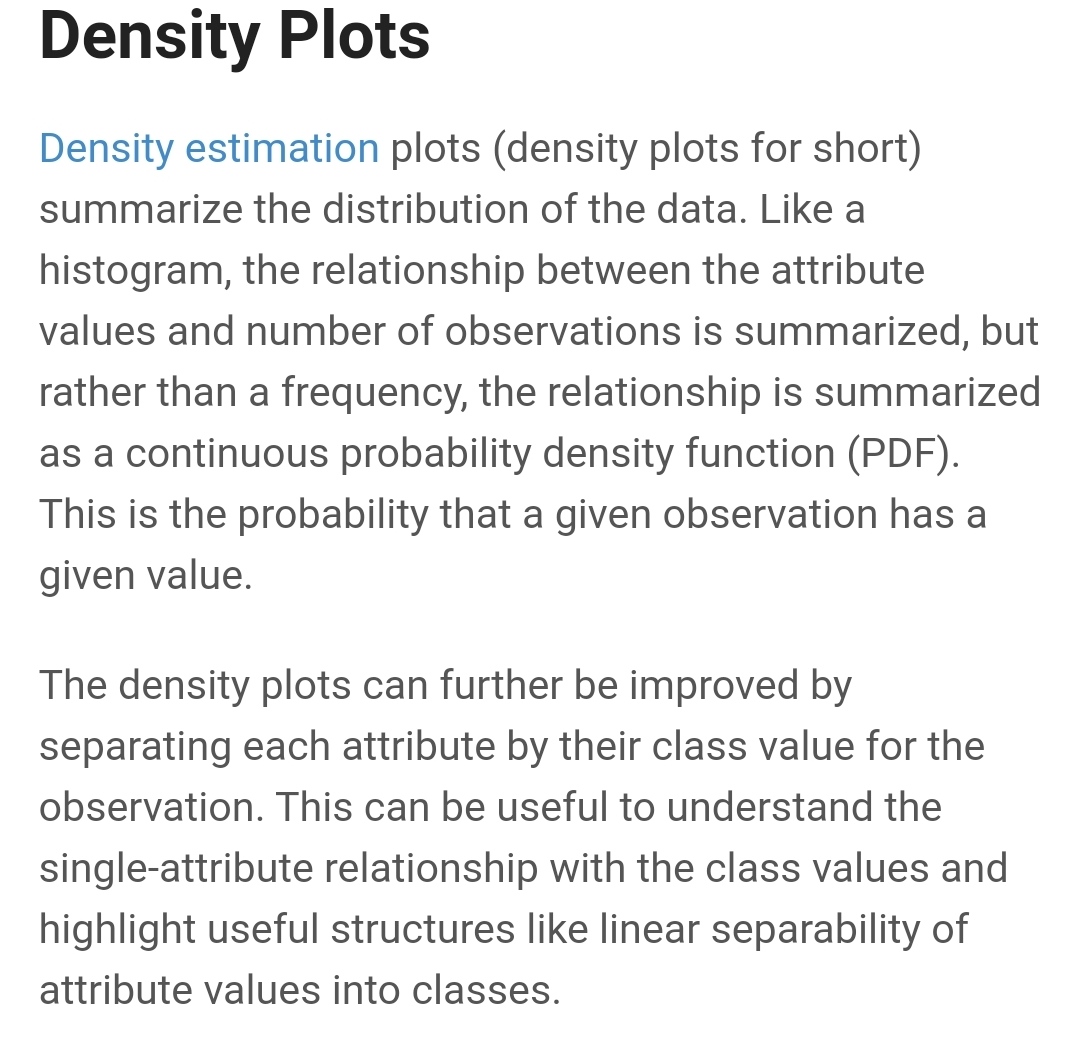 Density Plots
Density estimation plots (density plots for short)
summarize the distribution of the data. Like a
histogram, the relationship between the attribute
values and number of observations is summarized, but
rather than a frequency, the relationship is summarized
as a continuous probability density function (PDF).
This is the probability that a given observation has a
given value.
The density plots can further be improved by
separating each attribute by their class value for the
observation. This can be useful to understand the
single-attribute relationship with the class values and
highlight useful structures like linear separability of
attribute values into classes.